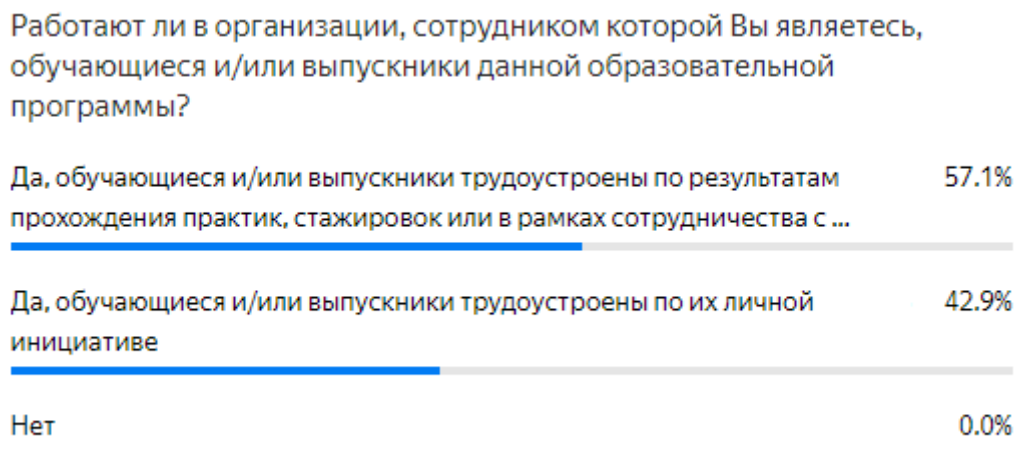 Работают ли в организации, сотрудником которой Вы являетесь,
обучающиеся и/или выпускники данной образовательной
программы?
Да, обучающиеся и/или выпускники трудоустроены по результатам 57.1%
прохождения практик, стажировок или в рамках сотрудничества с ...
Да, обучающиеся и/или выпускники трудоустроены по их личной 42.9%
инициативе
Нет 0.0%